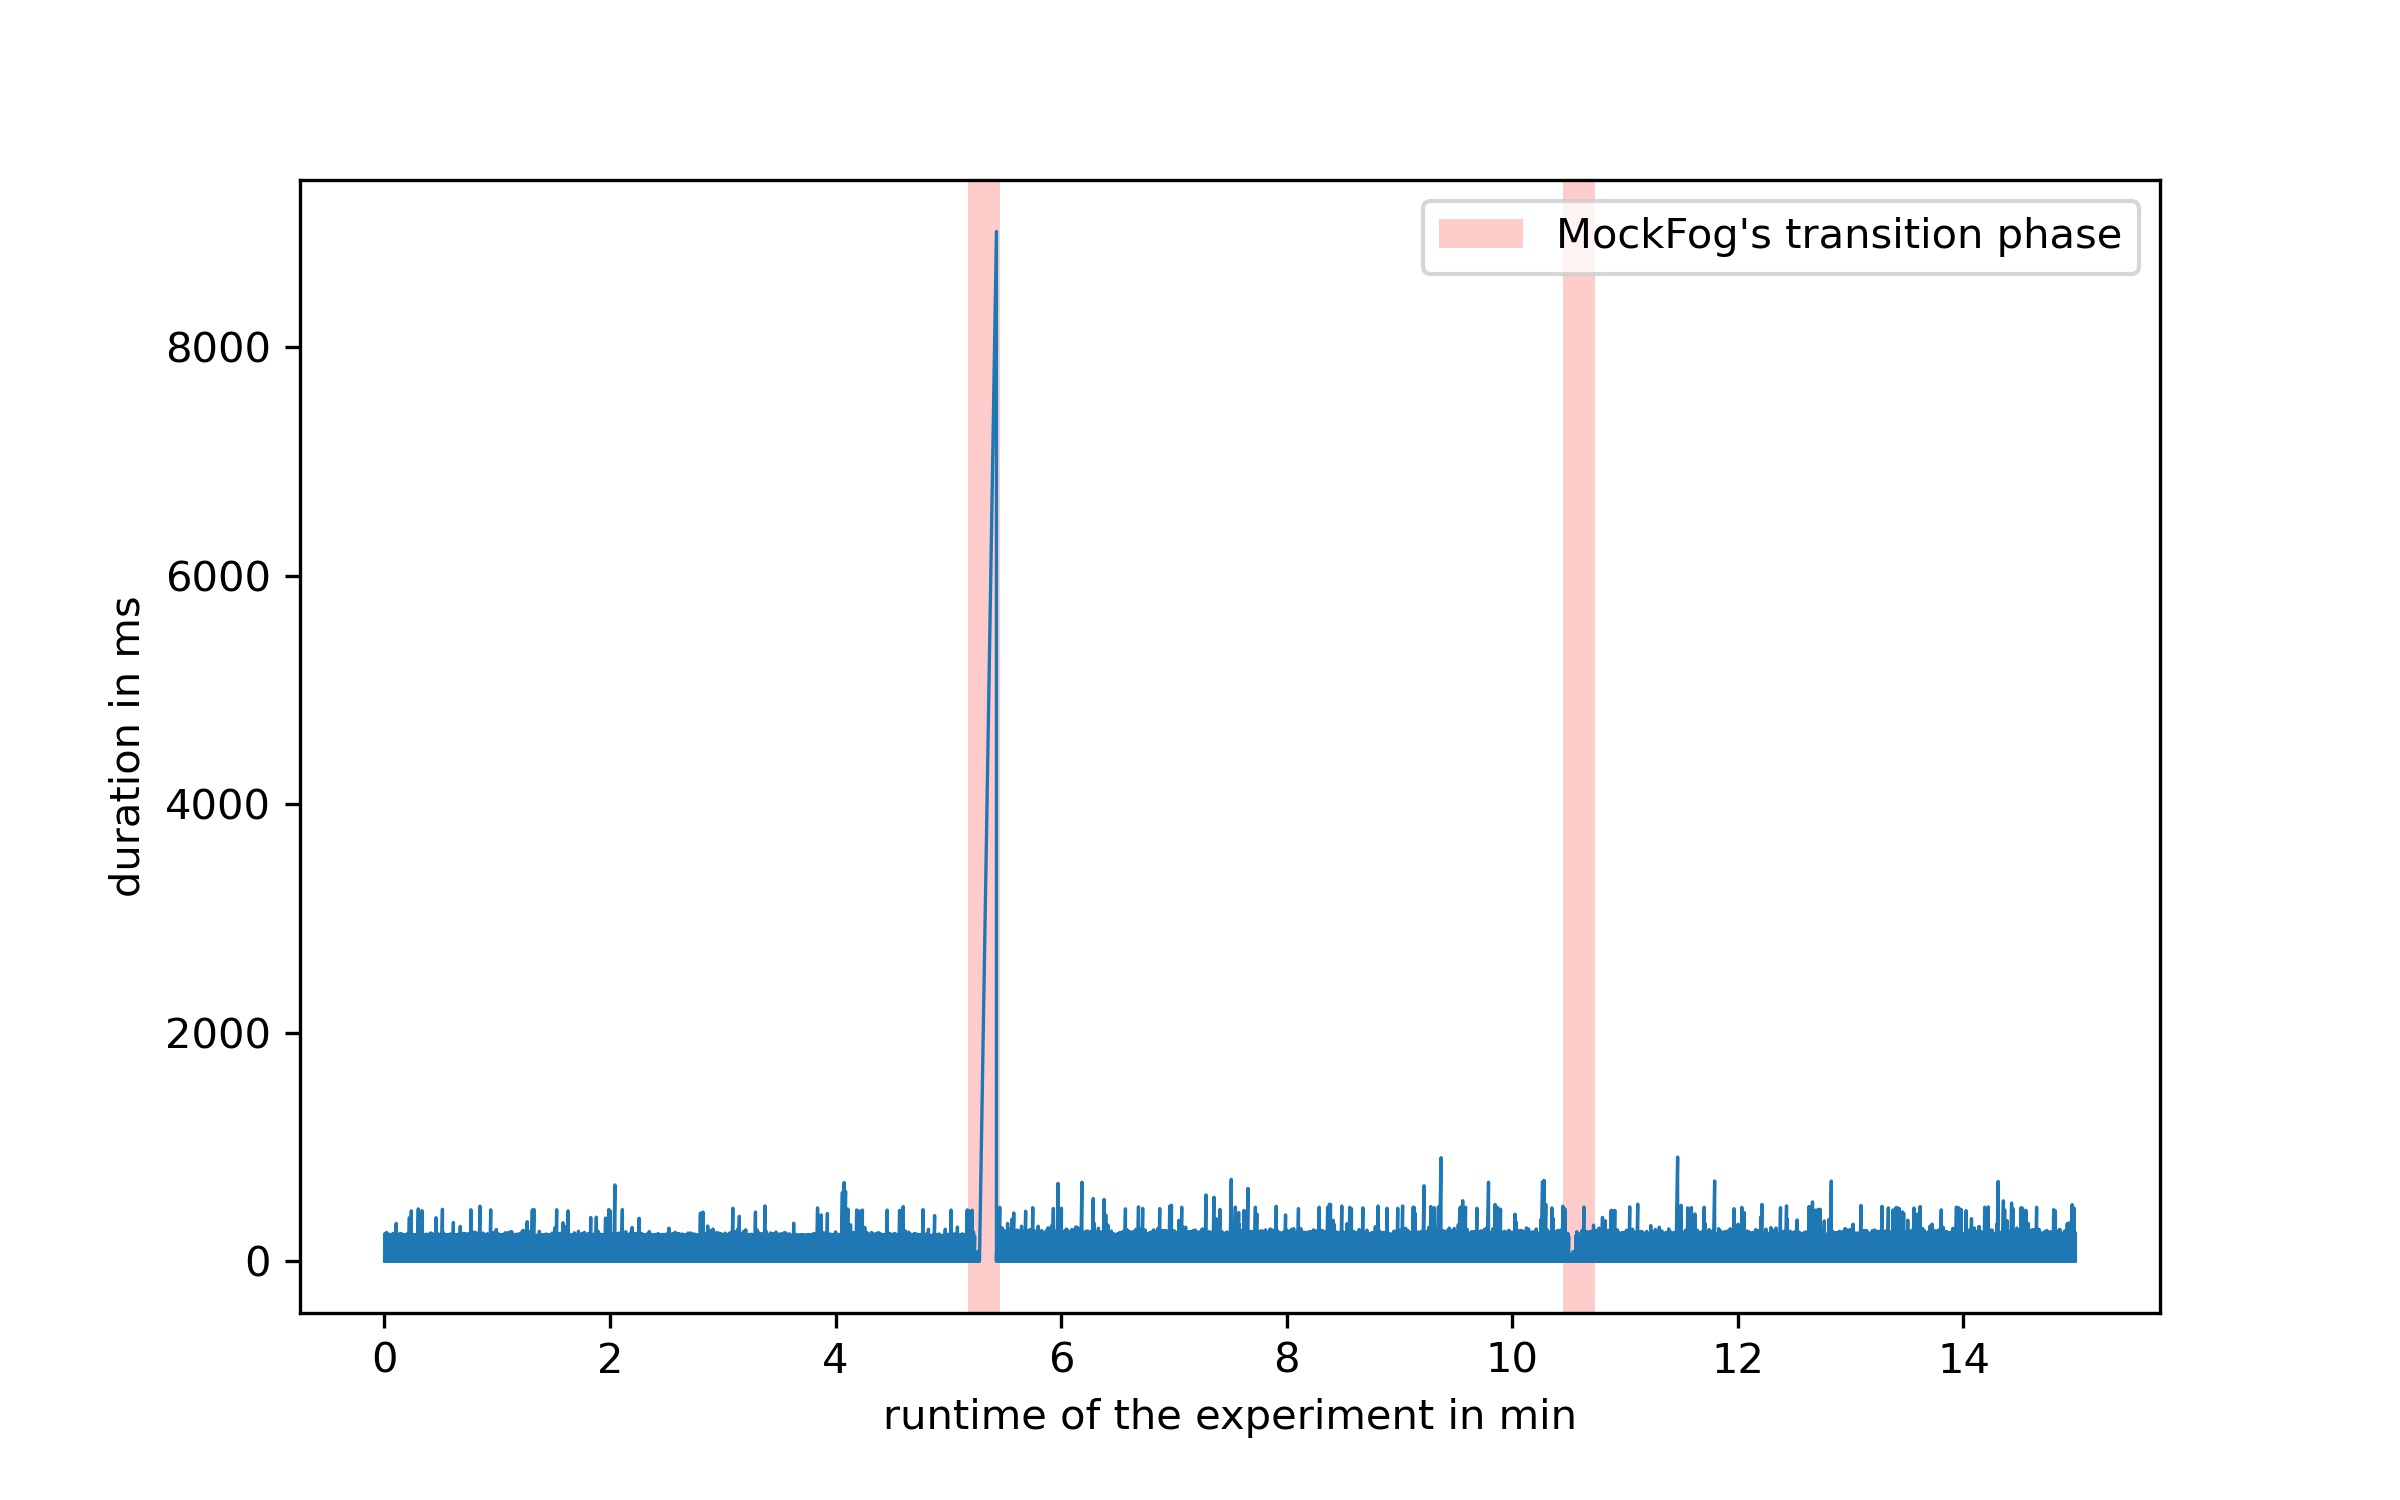 MockFog's transition phase
8000
6000
4000
2000
0
duration in ms
0 2 4 6 8 10 12 14
runtime of the experiment in min